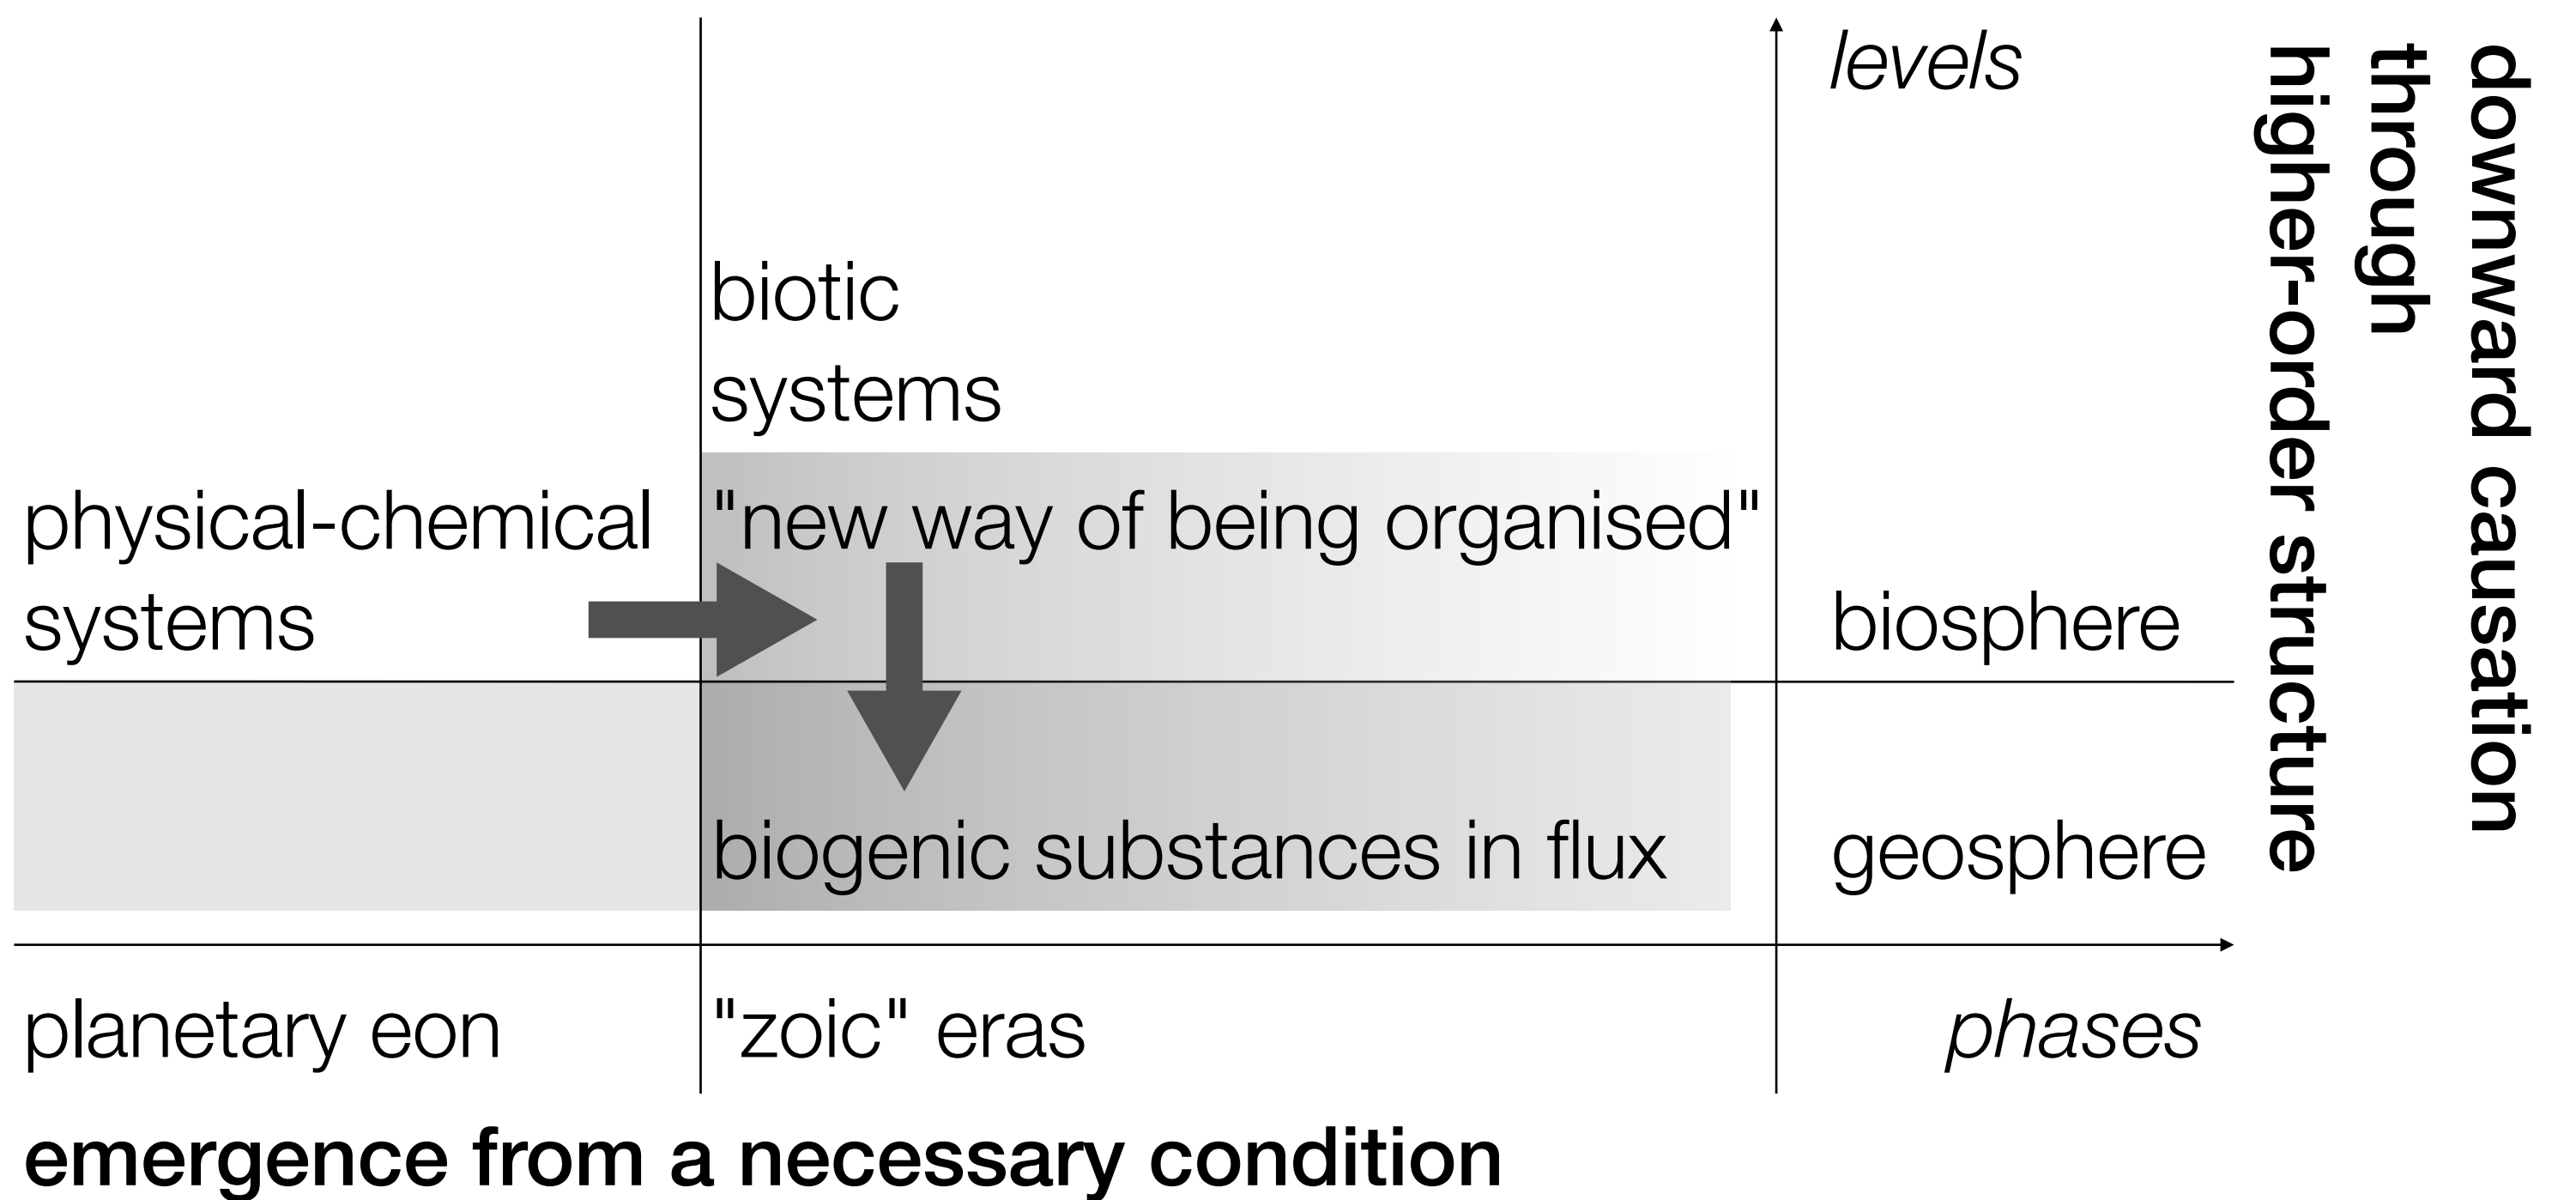 levels
biotic
systems
physical-chemical
systems
"new way of being organised"
biosphere
biogenic substances in flux
geosphere
planetary eon
"zoic" eras
phases
emergence from a necessary condition
downward causation
through
higher-order structure